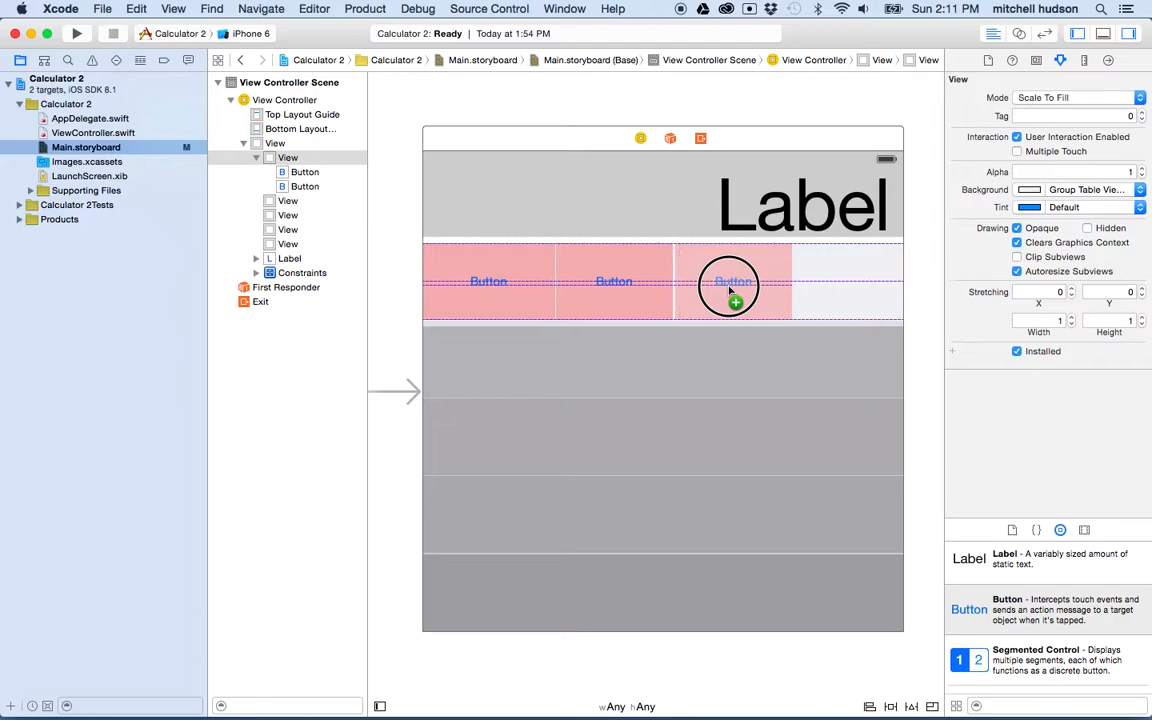 Xcode File Edit View Find Navigate Editor Product Debug Source Control Window Help Sun 2:11 PM mitchell hudson
Calculator 2 iPhone 6 Calculator 2: Ready Today at 1:54 PM
Calculator 2 Calculator 2 Main.storyboard Main.storyboard (Base) View Controller Scene View Controller View View
Calculator 2
2 targets, iOS SDK 8.1
Calculator 2
AppDelegate.swift
ViewController.swift
Main.storyboard M
Images.xcassets
LaunchScreen.xib
Supporting Files
Calculator 2Tests
Products
View Controller Scene
View Controller
Top Layout Guide
Bottom Layout...
View
View
Button
Button
View
View
View
View
Label
Constraints
First Responder
Exit
Label
Button Button Button
wAny hAny
View
Mode Scale To Fill
Tag 0
Interaction User Interaction Enabled
Multiple Touch
Alpha 1
Background Group Table Vie...
Tint Default
Drawing Opaque Hidden
Clears Graphics Context
Clip Subviews
Autoresize Subviews
Stretching 0 0
X Y
1 1
Width Height
Installed
Label Label - A variably sized amount of
static text.
Button - Intercepts touch events and
Button sends an action message to a target
object when it's tapped.
Segmented Control - Displays
1 2 multiple segments, each of which
functions as a discrete button.